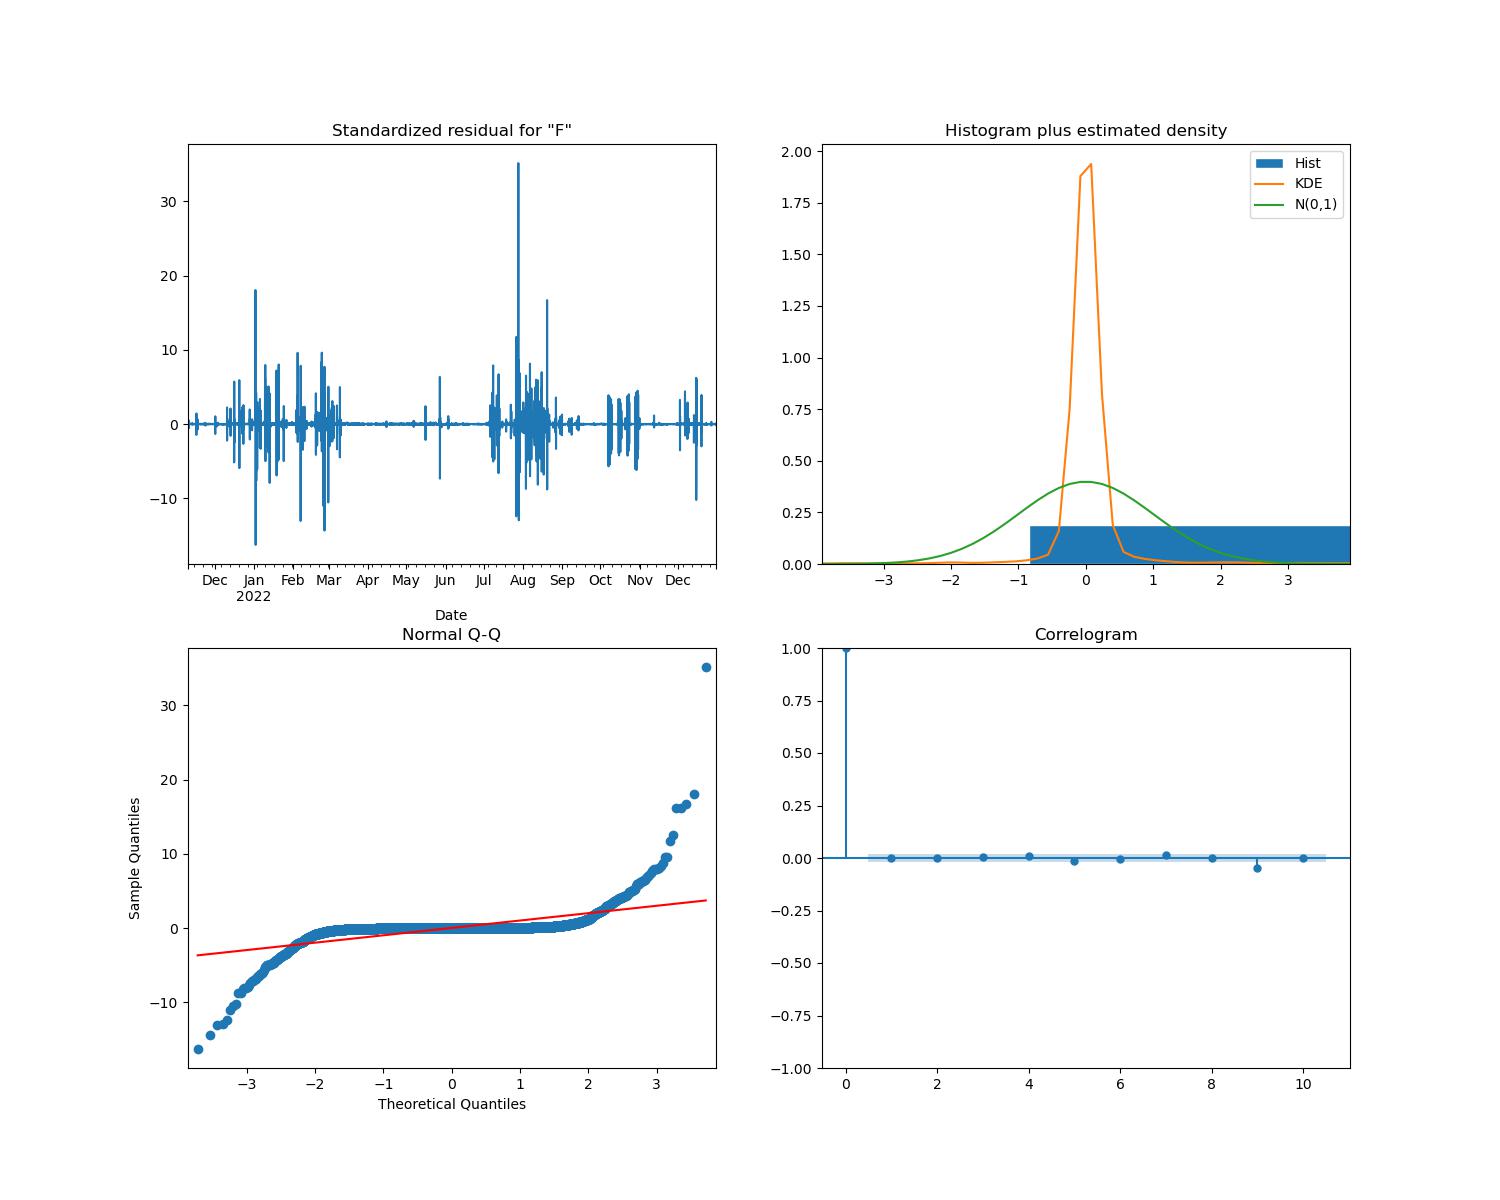 Standardized residual for "F"
30
20
10
0
−10
Dec Jan Feb Mar Apr May Jun Jul Aug Sep Oct Nov Dec
2022
Date
Histogram plus estimated density
2.00
1.75
1.50
1.25
1.00
0.75
0.50
0.25
0.00
Hist
KDE
N(0,1)
−3 −2 −1 0 1 2 3
Normal Q-Q
Sample Quantiles
30
20
10
0
−10
−3 −2 −1 0 1 2 3
Theoretical Quantiles
Correlogram
1.00
0.75
0.50
0.25
0.00
−0.25
−0.50
−0.75
−1.00
0 2 4 6 8 10